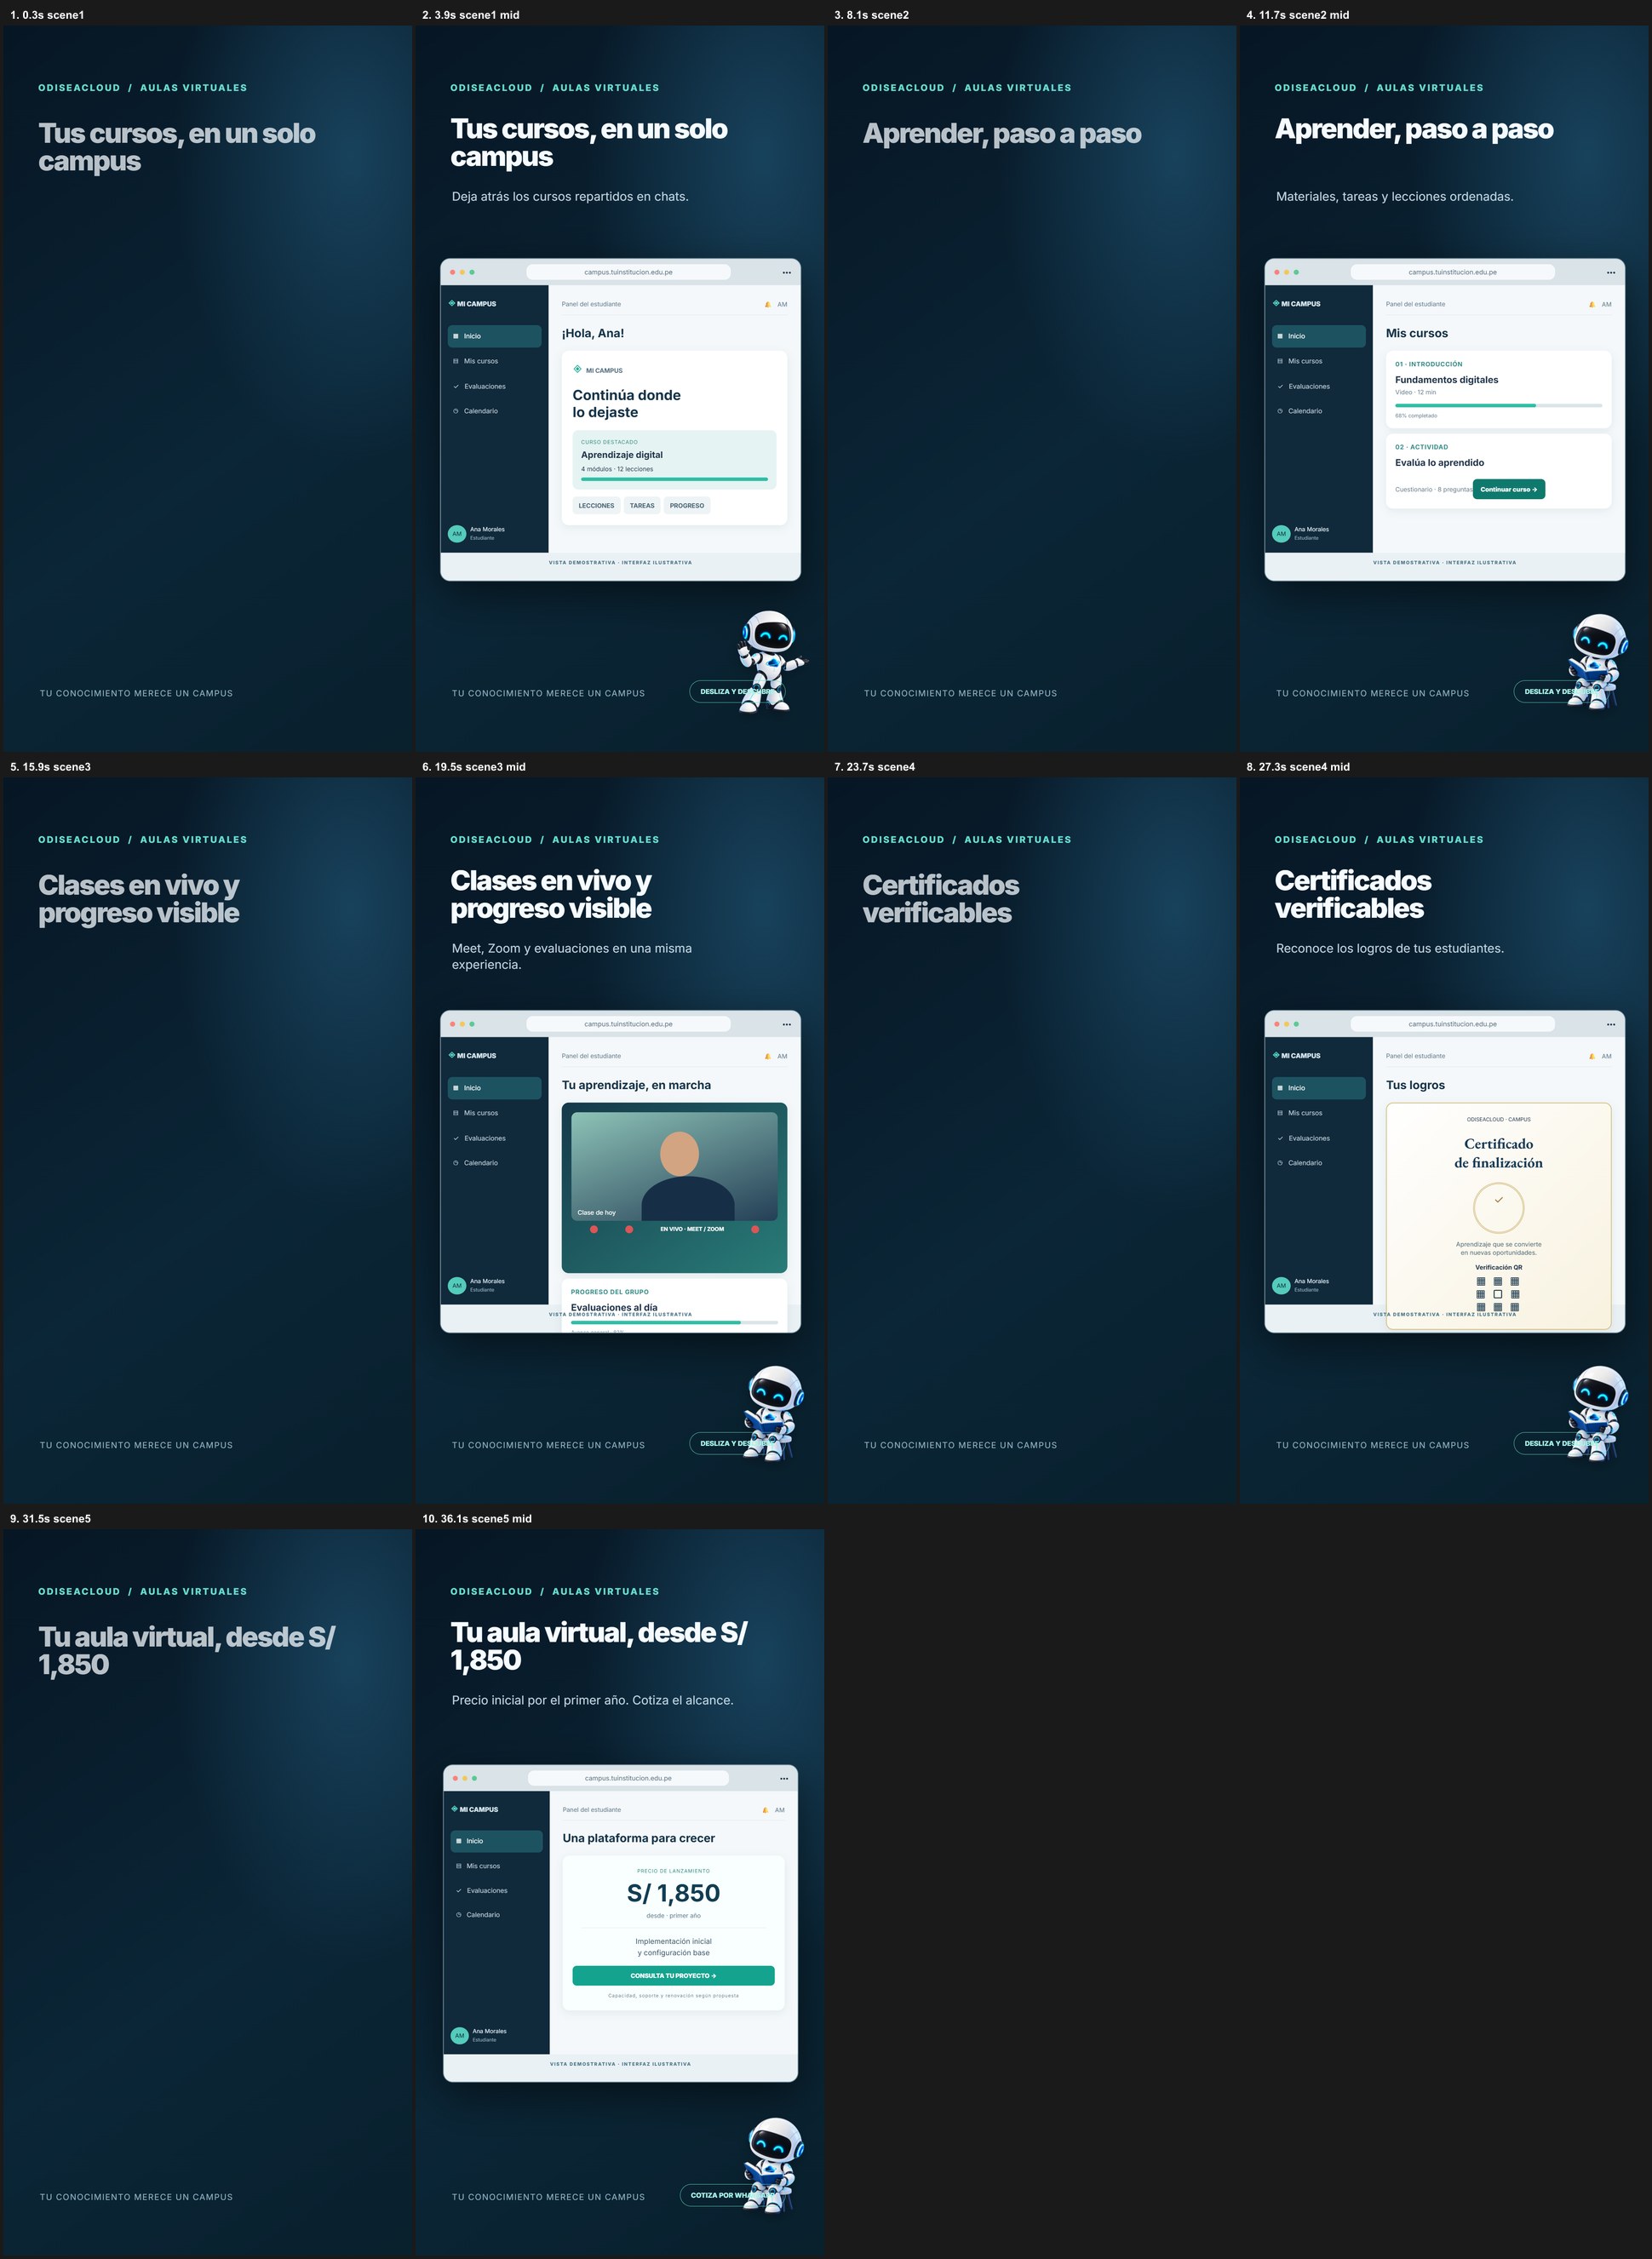 1. 0.3s scene1
ODISEACLOUD / AULAS VIRTUALES
Tus cursos, en un solo
campus
TU CONOCIMIENTO MERECE UN CAMPUS
2. 3.9s scene1 mid
ODISEACLOUD / AULAS VIRTUALES
Tus cursos, en un solo
campus
Deja atrás los cursos repartidos en chats.
campus.tuinstitucion.edu.pe
MI CAMPUS
Inicio
Mis cursos
Evaluaciones
Calendario
AM
Ana Morales
Estudiante
Panel del estudiante
AM
¡Hola, Ana!
MI CAMPUS
Continúa donde
lo dejaste
CURSO DESTACADO
Aprendizaje digital
4 módulos · 12 lecciones
LECCIONES
TAREAS
PROGRESO
VISTA DEMOSTRATIVA · INTERFAZ ILUSTRATIVA
TU CONOCIMIENTO MERECE UN CAMPUS
DESLIZA Y
3. 8.1s scene2
ODISEACLOUD / AULAS VIRTUALES
Aprender, paso a paso
TU CONOCIMIENTO MERECE UN CAMPUS
4. 11.7s scene2 mid
ODISEACLOUD / AULAS VIRTUALES
Aprender, paso a paso
Materiales, tareas y lecciones ordenadas.
campus.tuinstitucion.edu.pe
MI CAMPUS
Inicio
Mis cursos
Evaluaciones
Calendario
AM
Ana Morales
Estudiante
Panel del estudiante
AM
Mis cursos
01 · INTRODUCCIÓN
Fundamentos digitales
Video · 12 min
68% completado
02 · ACTIVIDAD
Evalúa lo aprendido
Cuestionario · 8 preguntas
Continuar curso →
VISTA DEMOSTRATIVA · INTERFAZ ILUSTRATIVA
TU CONOCIMIENTO MERECE UN CAMPUS
DESLIZA Y
5. 15.9s scene3
ODISEACLOUD / AULAS VIRTUALES
Clases en vivo y
progreso visible
TU CONOCIMIENTO MERECE UN CAMPUS
6. 19.5s scene3 mid
ODISEACLOUD / AULAS VIRTUALES
Clases en vivo y
progreso visible
Meet, Zoom y evaluaciones en una misma
experiencia.
campus.tuinstitucion.edu.pe
MI CAMPUS
Inicio
Mis cursos
Evaluaciones
Calendario
AM
Ana Morales
Estudiante
Panel del estudiante
AM
Tu aprendizaje, en marcha
Clase de hoy
EN VIVO · MEET / ZOOM
PROGRESO DEL GRUPO
Evaluaciones al día
VISTA DEMOSTRATIVA · INTERFAZ ILUSTRATIVA
TU CONOCIMIENTO MERECE UN CAMPUS
DESLIZA Y
7. 23.7s scene4
ODISEACLOUD / AULAS VIRTUALES
Certificados
verificables
TU CONOCIMIENTO MERECE UN CAMPUS
8. 27.3s scene4 mid
ODISEACLOUD / AULAS VIRTUALES
Certificados
verificables
Reconoce los logros de tus estudiantes.
campus.tuinstitucion.edu.pe
MI CAMPUS
Inicio
Mis cursos
Evaluaciones
Calendario
AM
Ana Morales
Estudiante
Panel del estudiante
AM
Tus logros
ODISEACLOUD · CAMPUS
Certificado
de finalización
Aprendizaje que se convierte
en nuevas oportunidades.
Verificación QR
VISTA DEMOSTRATIVA · INTERFAZ ILUSTRATIVA
TU CONOCIMIENTO MERECE UN CAMPUS
DESLIZA Y
9. 31.5s scene5
ODISEACLOUD / AULAS VIRTUALES
Tu aula virtual, desde S/
1,850
TU CONOCIMIENTO MERECE UN CAMPUS
10. 36.1s scene5 mid
ODISEACLOUD / AULAS VIRTUALES
Tu aula virtual, desde S/
1,850
Precio inicial por el primer año. Cotiza el alcance.
campus.tuinstitucion.edu.pe
MI CAMPUS
Inicio
Mis cursos
Evaluaciones
Calendario
AM
Ana Morales
Estudiante
Panel del estudiante
AM
Una plataforma para crecer
PRECIO DE LANZAMIENTO
S/ 1,850
desde · primer año
Implementación inicial
y configuración base
CONSULTA TU PROYECTO →
Capacidad, soporte y renovación según propuesta
VISTA DEMOSTRATIVA · INTERFAZ ILUSTRATIVA
TU CONOCIMIENTO MERECE UN CAMPUS
COTIZA POR